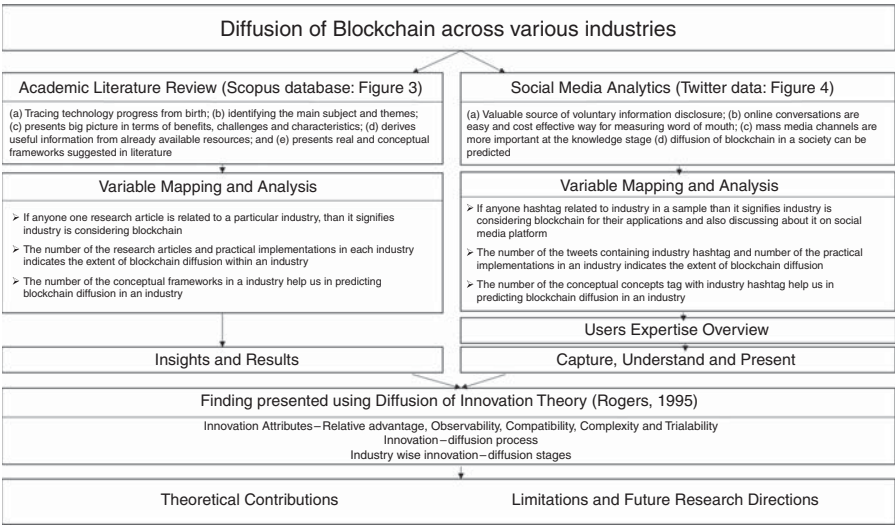 Diffusion of Blockchain across various industries
Academic Literature Review (Scopus database: Figure 3)
(a) Tracing technology progress from birth; (b) identifying the main subject and themes;
(c) presents big picture in terms of benefits, challenges and characteristics; (d) derives
useful information from already available resources; and (e) presents real and conceptual
frameworks suggested in literature
Variable Mapping and Analysis
➢ If anyone one research article is related to a particular industry, than it signifies
industry is considering blockchain
➢ The number of the research articles and practical implementations in each industry
indicates the extent of blockchain diffusion within an industry
➢ The number of the conceptual frameworks in a industry help us in predicting
blockchain diffusion in an industry
Insights and Results
Social Media Analytics (Twitter data: Figure 4)
(a) Valuable source of voluntary information disclosure; (b) online conversations are
easy and cost effective way for measuring word of mouth; (c) mass media channels are
more important at the knowledge stage (d) diffusion of blockchain in a society can be
predicted
Variable Mapping and Analysis
➢ If anyone hashtag related to industry in a sample than it signifies industry is
considering blockchain for their applications and also discussing about it on social
media platform
➢ The number of the tweets containing industry hashtag and number of the practical
implementations in an industry indicates the extent of blockchain diffusion
➢ The number of the conceptual concepts tag with industry hashtag help us in
predicting blockchain diffusion in an industry
Users Expertise Overview
Capture, Understand and Present
Finding presented using Diffusion of Innovation Theory (Rogers, 1995)
Innovation Attributes–Relative advantage, Observability, Compatibility, Complexity and Trialability
Innovation–diffusion process
Industry wise innovation–diffusion stages
Theoretical Contributions
Limitations and Future Research Directions